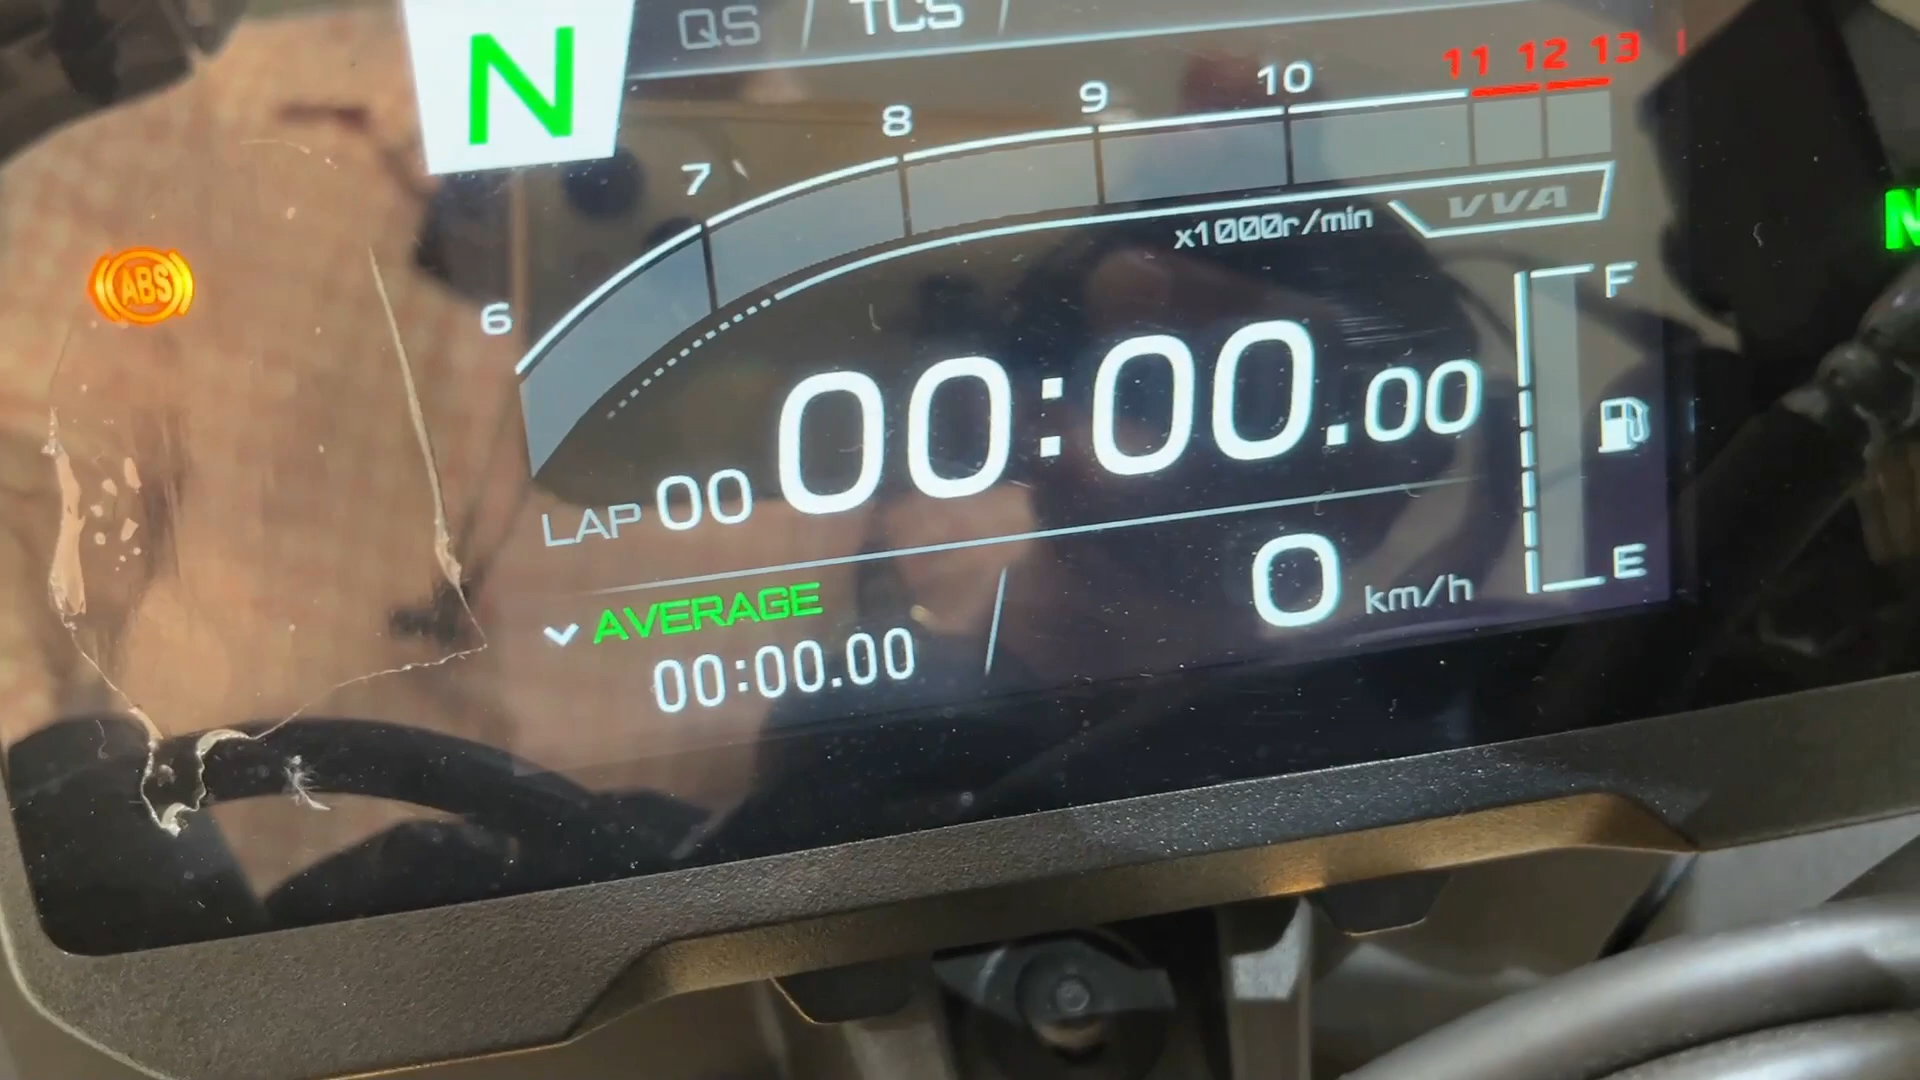 N QS TCS
6 7 8 9 10 11 12 13
VVA
x1000r/min
ABS
F
LAP 00 00:00.00
E
0 km/h
AVERAGE
00:00.00
N